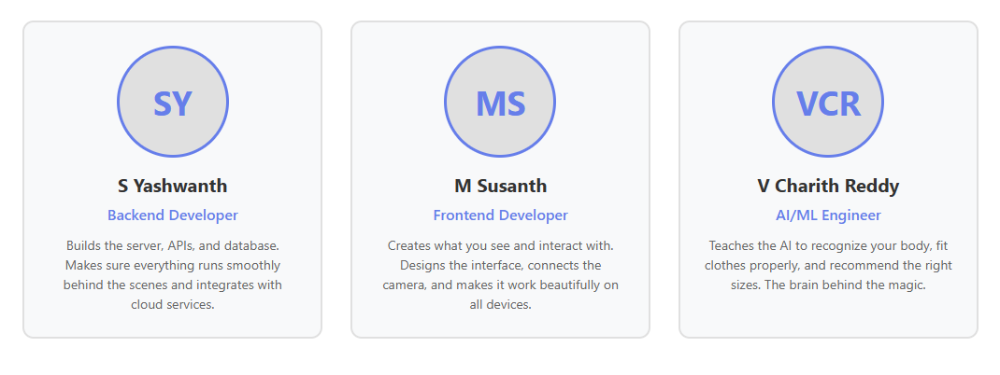 SY
S Yashwanth
Backend Developer
Builds the server, APIs, and database.
Makes sure everything runs smoothly
behind the scenes and integrates with
cloud services.
MS
M Susanth
Frontend Developer
Creates what you see and interact with.
Designs the interface, connects the
camera, and makes it work beautifully on
all devices.
VCR
V Charith Reddy
AI/ML Engineer
Teaches the AI to recognize your body, fit
clothes properly, and recommend the right
sizes. The brain behind the magic.